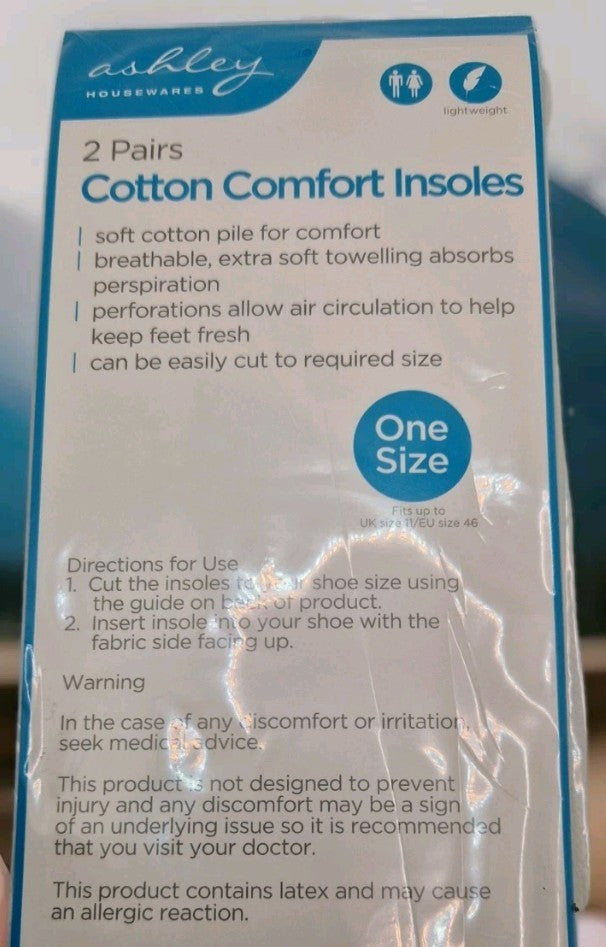 ashley
HOUSEWARES
lightweight
2 Pairs
Cotton Comfort Insoles
soft cotton pile for comfort
breathable, extra soft towelling absorbs
perspiration
perforations allow air circulation to help
keep feet fresh
can be easily cut to required size
One
Size
Fits up to
UK size 11/EU size 46
Directions for Use
1. Cut the insoles to your shoe size using
the guide on back of product.
2. Insert insole into your shoe with the
fabric side facing up.
Warning
In the case of any discomfort or irritation,
seek medical advice.
This product is not designed to prevent
injury and any discomfort may be a sign
of an underlying issue so it is recommended
that you visit your doctor.
This product contains latex and may cause
an allergic reaction.